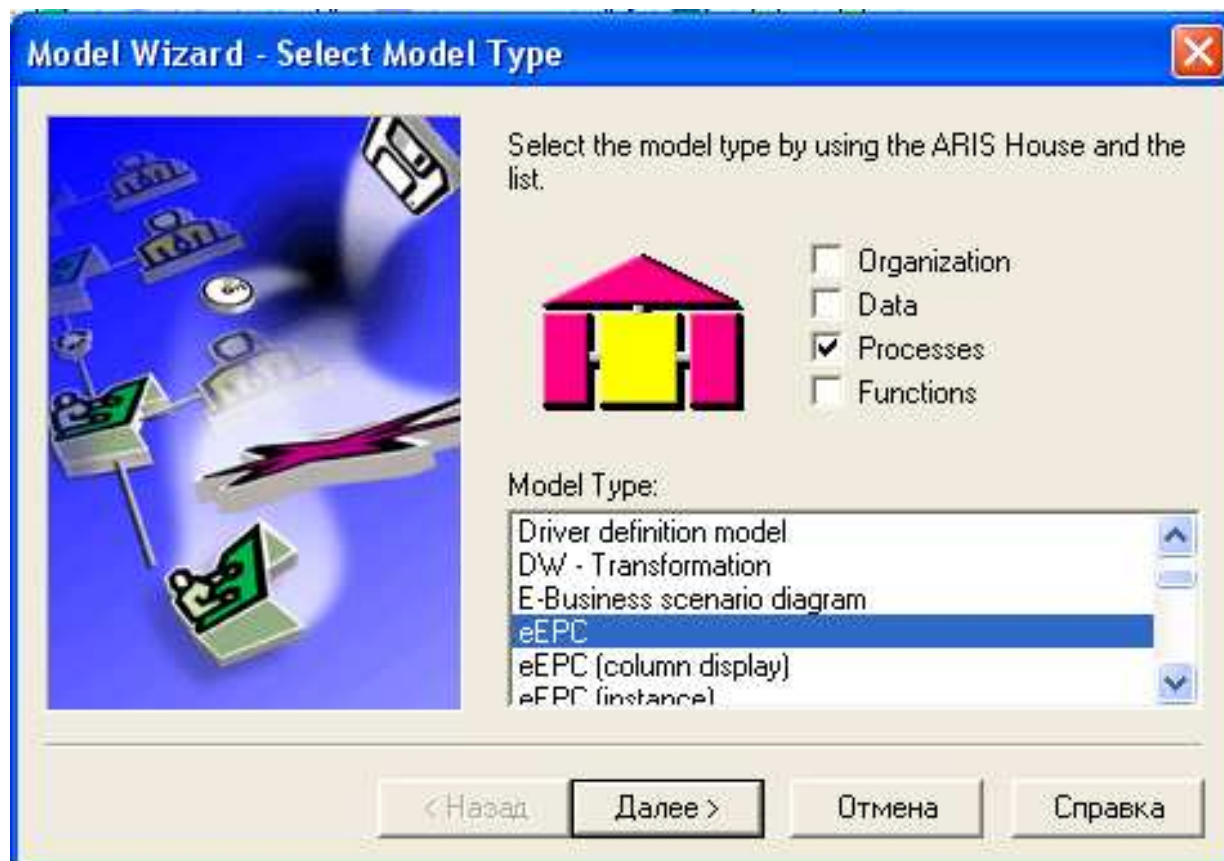 Model Wizard - Select Model Type
Select the model type by using the ARIS House and the
list.
Organization
Data
Processes
Functions
Model Type:
Driver definition model
DW - Transformation
E-Business scenario diagram
eEPC
eEPC (column display)
eEPC (instance)
< Назад
Далее >
Отмена
Справка